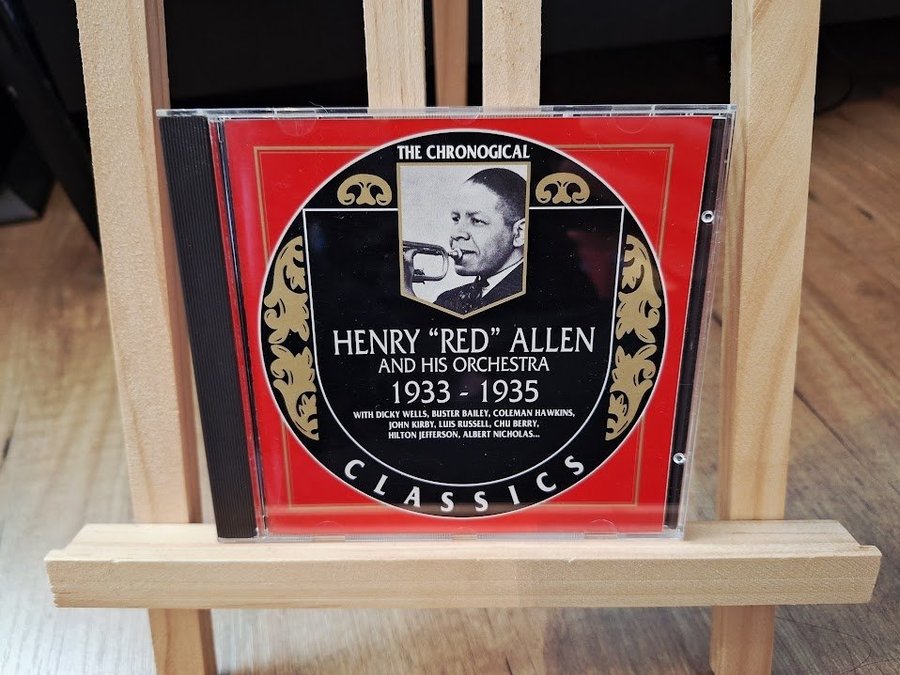 THE CHRONOGICAL
HENRY “RED” ALLEN
AND HIS ORCHESTRA
1933 - 1935
WITH DICKY WELLS, BUSTER BAILEY, COLEMAN HAWKINS,
JOHN KIRBY, LUIS RUSSELL, CHU BERRY,
HILTON JEFFERSON, ALBERT NICHOLAS...
CLASSICS